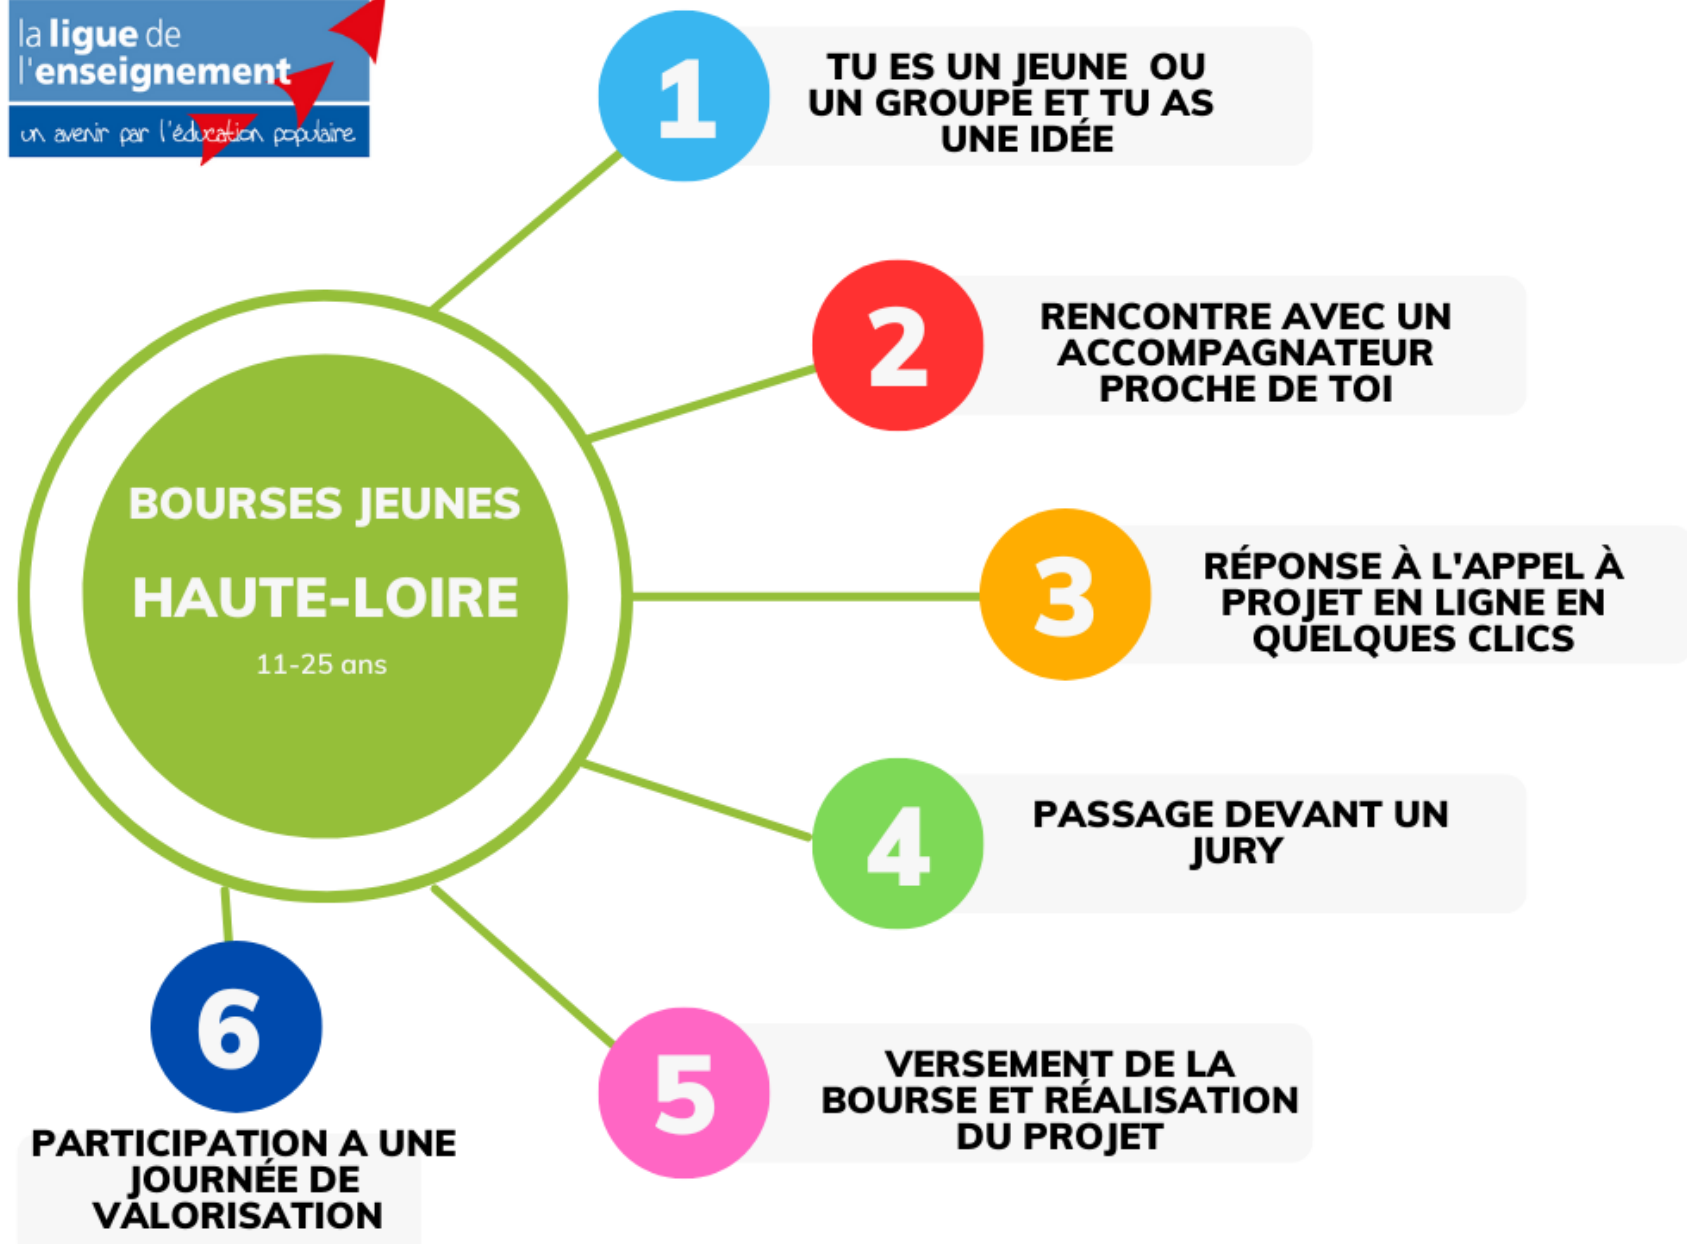 la ligue de
l'enseignement
un avenir par l'éducation populaire
1
TU ES UN JEUNE OU
UN GROUPE ET TU AS
UNE IDÉE
2
RENCONTRE AVEC UN
ACCOMPAGNATEUR
PROCHE DE TOI
BOURSES JEUNES
HAUTE-LOIRE
11-25 ans
3
RÉPONSE À L'APPEL À
PROJET EN LIGNE EN
QUELQUES CLICS
4
PASSAGE DEVANT UN
JURY
5
VERSEMENT DE LA
BOURSE ET RÉALISATION
DU PROJET
6
PARTICIPATION A UNE
JOURNÉE DE
VALORISATION